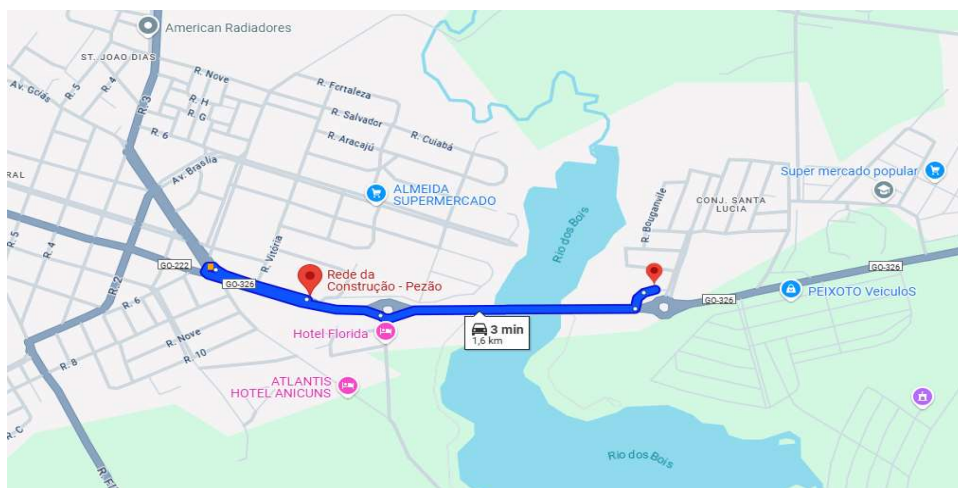 American Radiadores
ST. JOAO DIAS
Av. Goiás
R. 5
R. 4
R. 3
R. Nove
R. H
R. G
R. 6
R. Fortaleza
R. Salvador
R. Aracajú
R. Cuiabá
Av. Brasília
RAL
ALMEIDA
SUPERMERCADO
Super mercado popular
CONJ. SANTA
LUCIA
R. Bouganvile
Rio dos Bois
R. 5
R. 4
R. 2
R. Vitória
GO-222
GO-326
Rede da
Construção - Pezão
GO-326
GO-326
PEIXOTO VeículoS
R. 6
R. Nove
R. 10
R. 8
Hotel Florida
3 min
1,6 km
ATLANTIS
HOTEL ANICUNS
R. C
Rio dos Bois